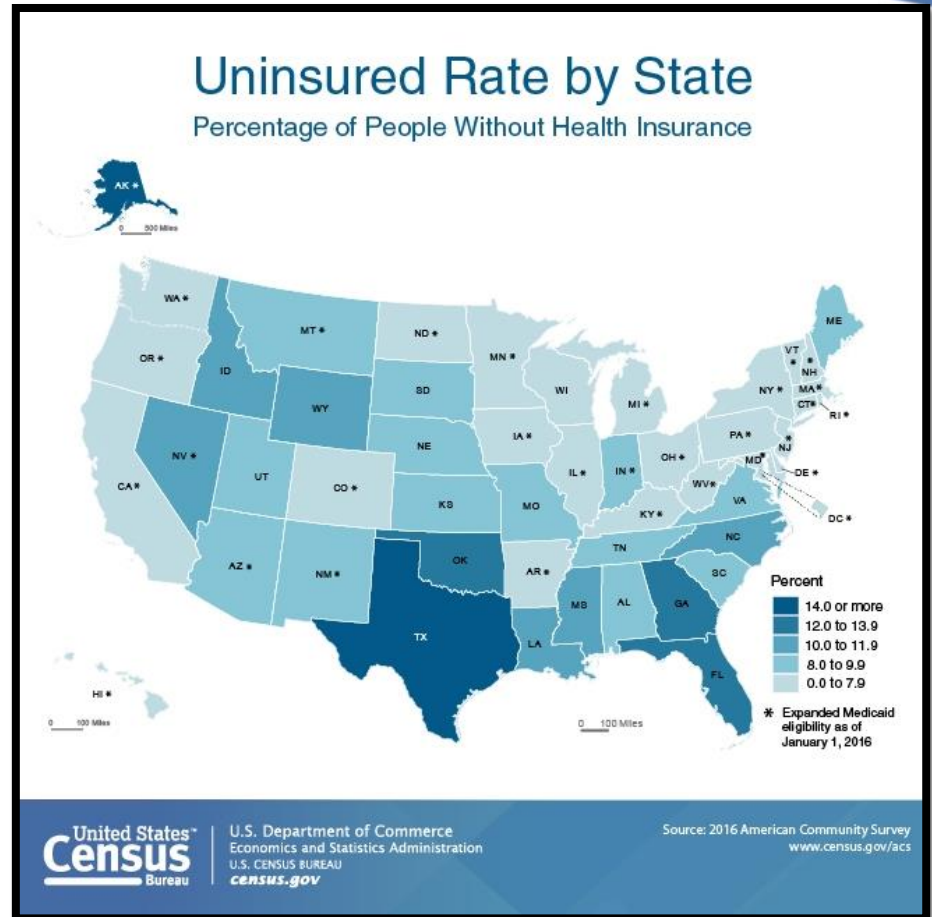 Uninsured Rate by State
Percentage of People Without Health Insurance
AK *
0 500 Miles
WA *
MT *
ND *
MN *
ME
OR *
ID
WY
SD
WI
MI *
VT *
NH *
NY *
MA *
CT *
RI *
NV *
UT
CO *
NE
IA *
IL *
IN *
OH *
PA *
NJ *
MD *
DE *
CA *
KS
MO
KY *
WV *
VA
DC *
AZ *
NM *
OK
AR *
TN
NC
SC
TX
LA
MS
AL
GA
FL
HI *
0 100 Miles
0 100 Miles
Percent
14.0 or more
12.0 to 13.9
10.0 to 11.9
8.0 to 9.9
0.0 to 7.9
* Expanded Medicaid
eligibility as of
January 1, 2016
United States™
Census
Bureau
U.S. Department of Commerce
Economics and Statistics Administration
U.S. CENSUS BUREAU
census.gov
Source: 2016 American Community Survey
www.census.gov/acs